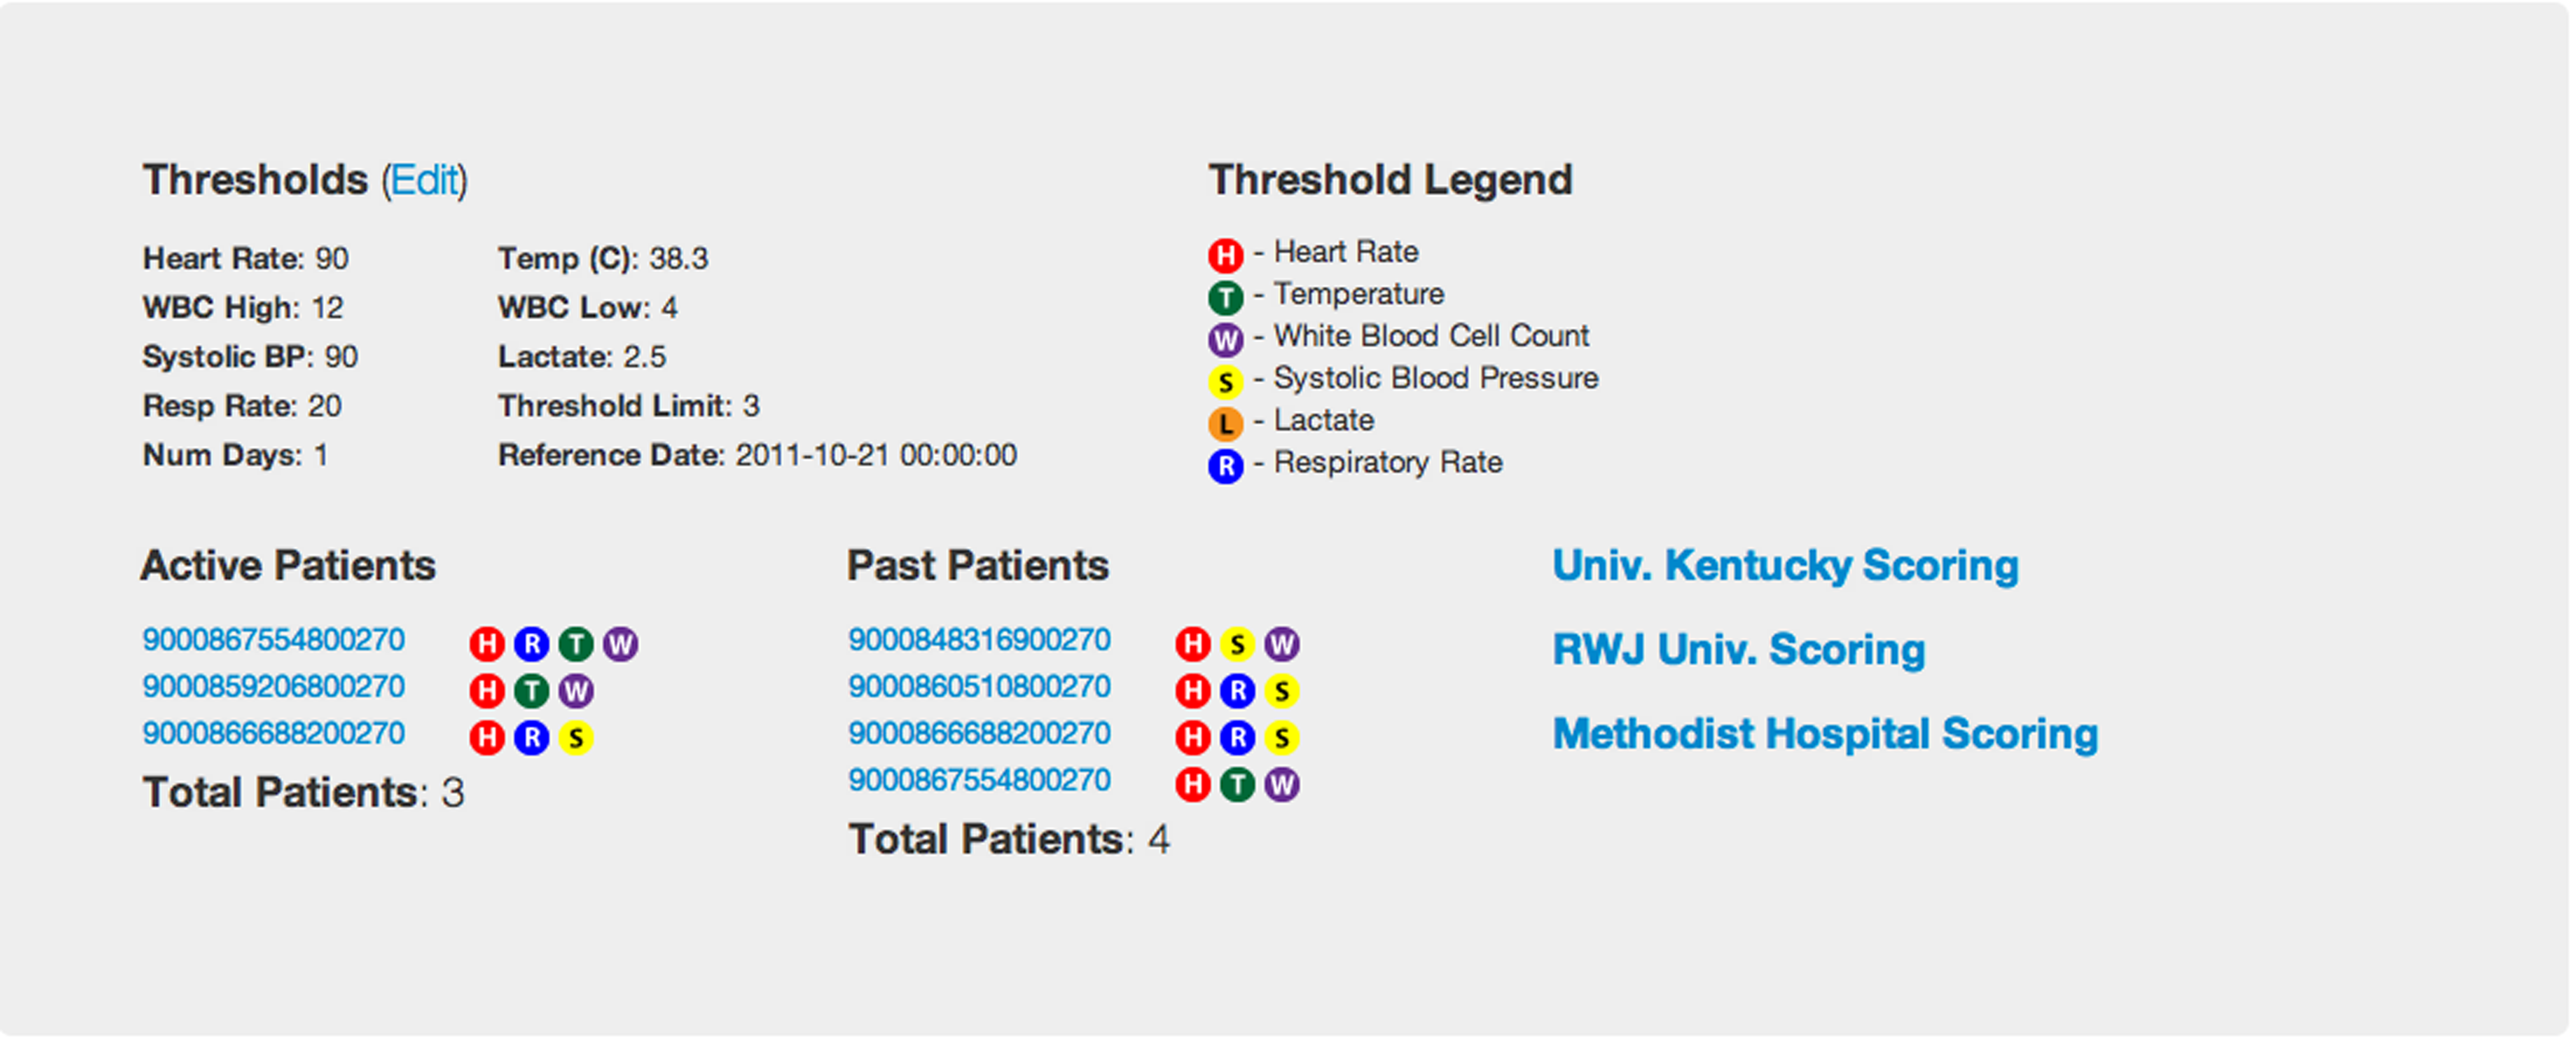 Thresholds (Edit)
Heart Rate: 90 Temp (C): 38.3
WBC High: 12 WBC Low: 4
Systolic BP: 90 Lactate: 2.5
Resp Rate: 20 Threshold Limit: 3
Num Days: 1 Reference Date: 2011-10-21 00:00:00
Threshold Legend
H - Heart Rate
T - Temperature
W - White Blood Cell Count
S - Systolic Blood Pressure
L - Lactate
R - Respiratory Rate
Active Patients
9000867554800270 H R T W
9000859206800270 H T W
9000866688200270 H R S
Total Patients: 3
Past Patients
9000848316900270 H S W
9000860510800270 H R S
9000866688200270 H R S
9000867554800270 H T W
Total Patients: 4
Univ. Kentucky Scoring
RWJ Univ. Scoring
Methodist Hospital Scoring